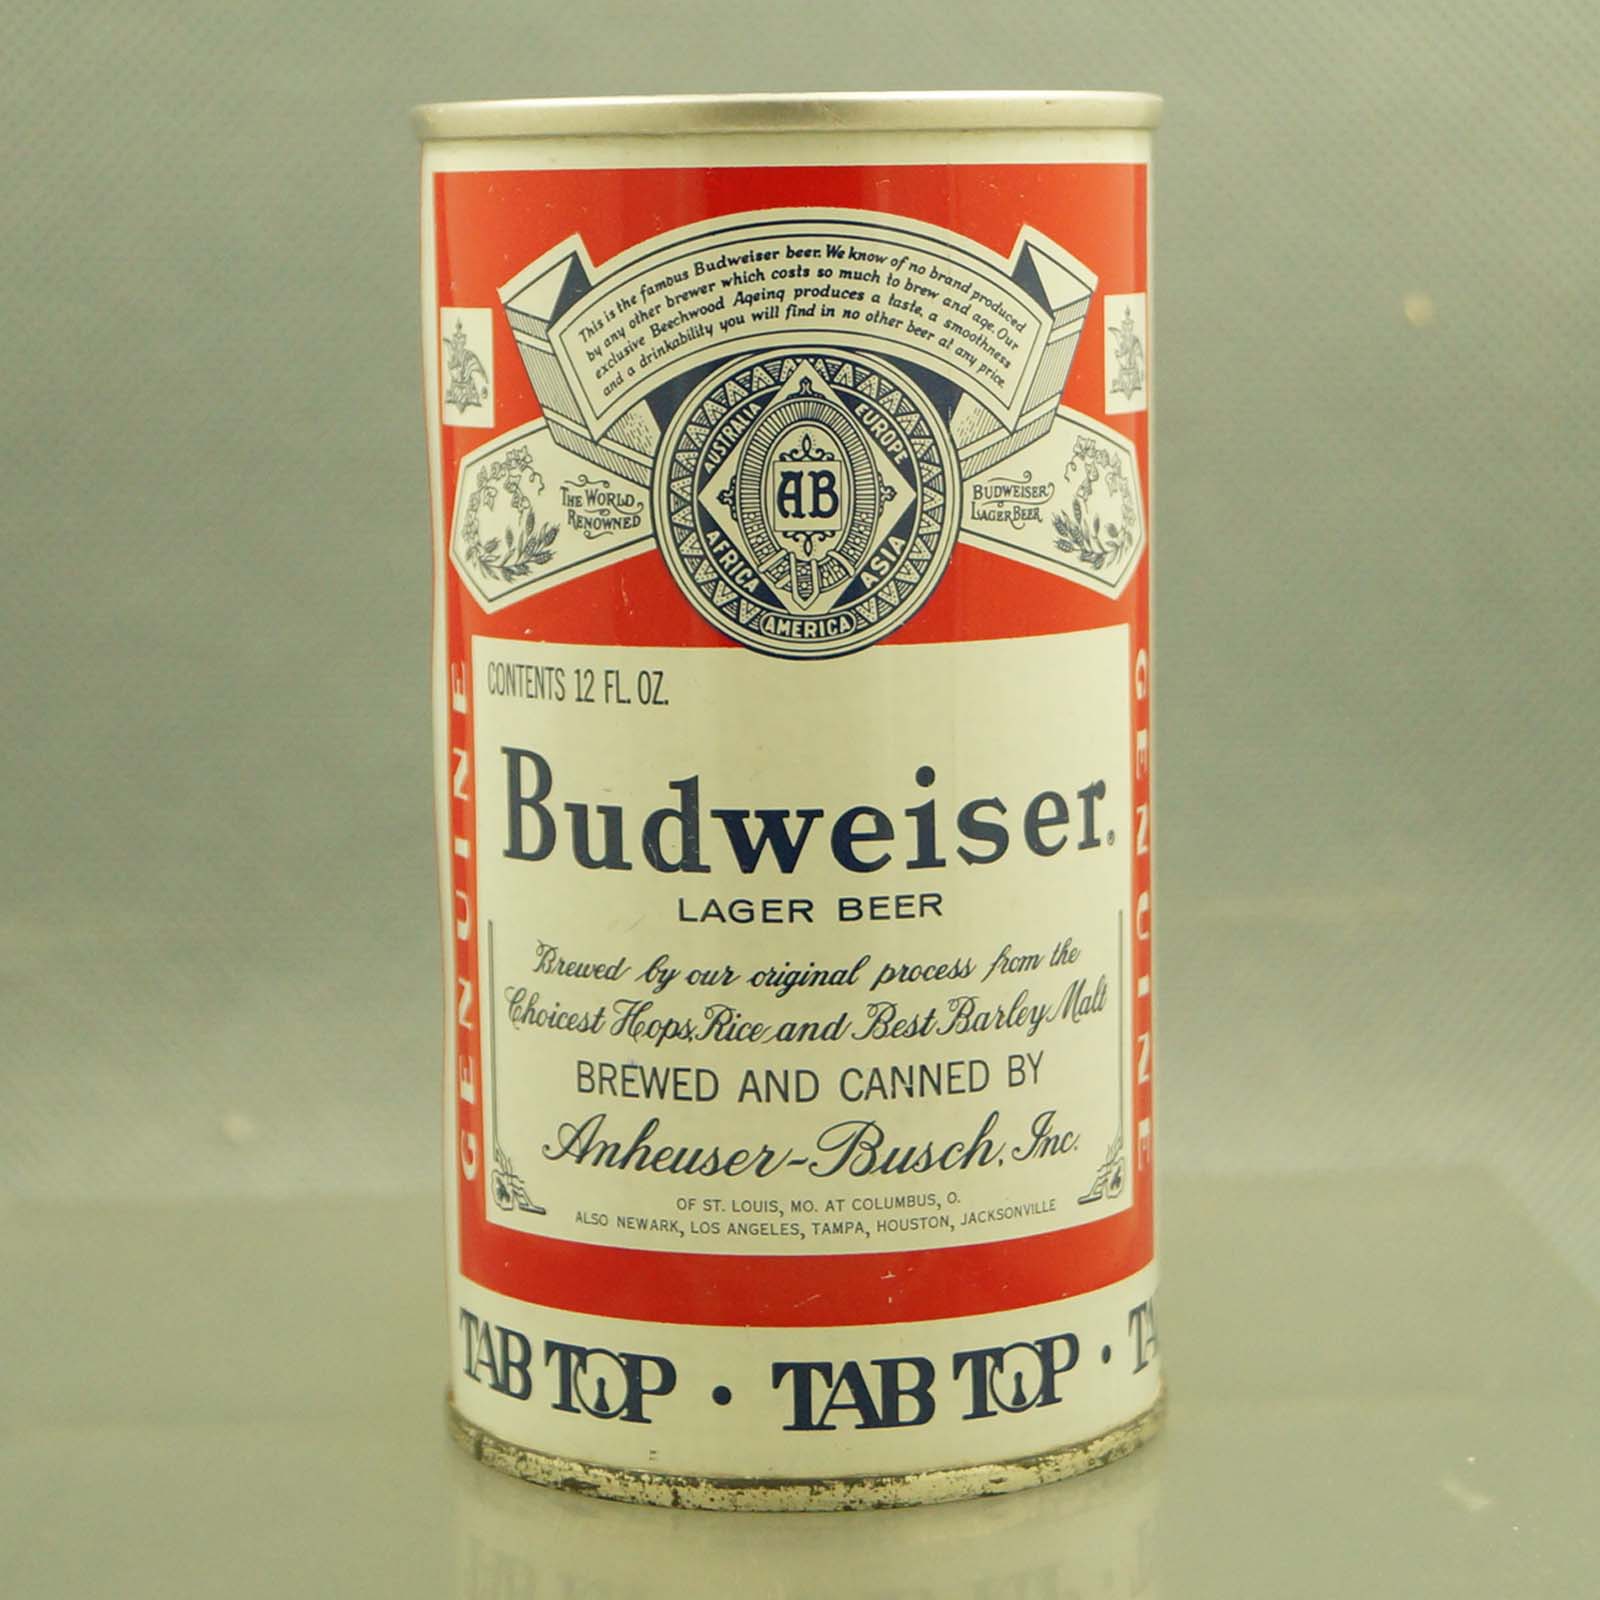 This is the famous Budweiser beer. We know of no brand produced
by any other brewer which costs so much to brew and age. Our
exclusive Beechwood Ageing produces a taste, a smoothness
and a drinkability you will find in no other beer at any price.
AUSTRALIA
EUROPE
AB
AFRICA
ASIA
AMERICA
THE WORLD
RENOWNED
BUDWEISER
LAGER BEER
GENUINE
GENUINE
CONTENTS 12 FL. OZ.
Budweiser®
LAGER BEER
Brewed by our original process from the
Choicest Hops, Rice and Best Barley Malt
BREWED AND CANNED BY
Anheuser-Busch, Inc.
OF ST. LOUIS, MO. AT COLUMBUS, O.
ALSO NEWARK, LOS ANGELES, TAMPA, HOUSTON, JACKSONVILLE
TAB TOP • TAB TOP • TA